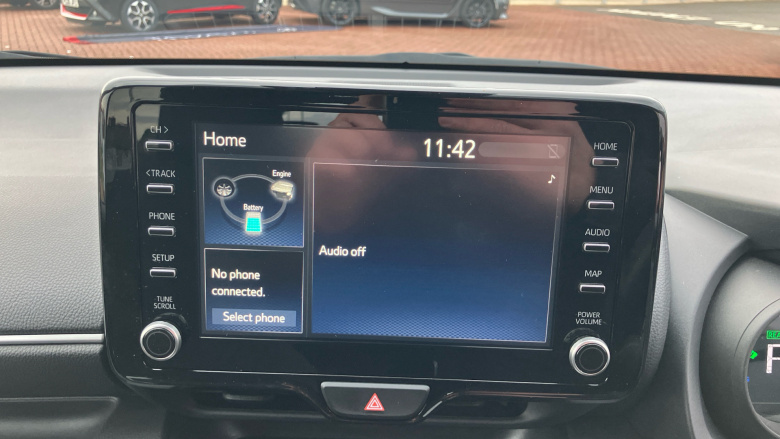 CH >
< TRACK
PHONE
SETUP
TUNE
SCROLL
Home
11:42
Engine
Battery
Audio off
No phone
connected.
Select phone
HOME
MENU
AUDIO
MAP
POWER
VOLUME